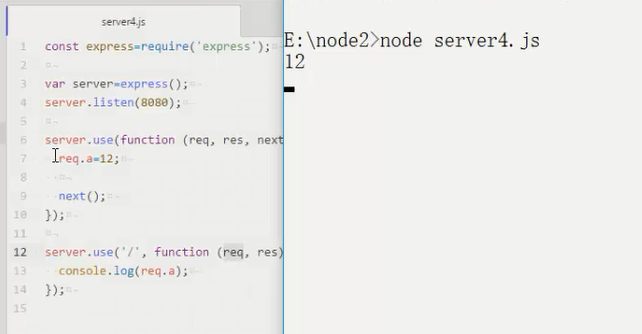 server4.js
1 const express=require('express');
2
3 var server=express();
4 server.listen(8080);
5
6 server.use(function (req, res, next
7 req.a=12;
8
9 next();
10 });
11
12 server.use('/', function (req, res)
13 console.log(req.a);
14 });
15
E:\node2>node server4.js
12